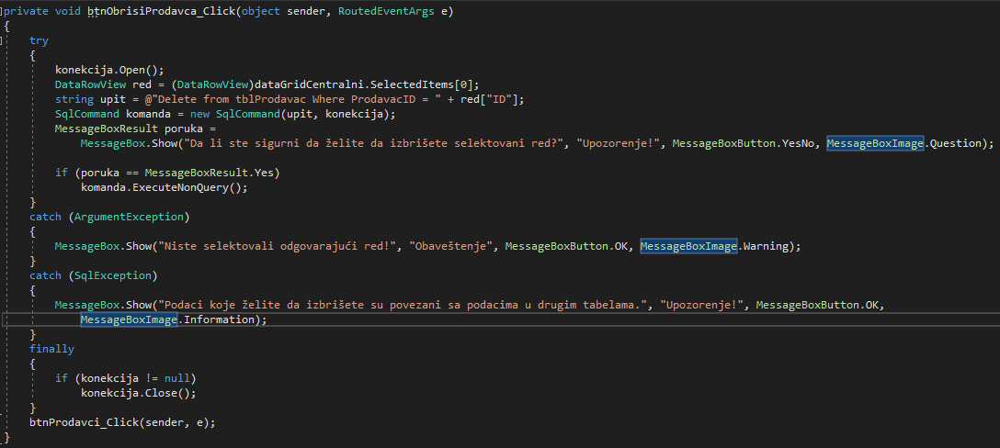 private void btnObrisiProdavca_Click(object sender, RoutedEventArgs e)
{
try
{
konekcija.Open();
DataRowView red = (DataRowView)dataGridCentralni.SelectedItems[0];
string upit = @"Delete from tblProdavac Where ProdavacID = " + red["ID"];
SqlCommand komanda = new SqlCommand(upit, konekcija);
MessageBoxResult poruka =
MessageBox.Show("Da li ste sigurni da želite da izbrišete selektovani red?", "Upozorenje!", MessageBoxButton.YesNo, MessageBoxImage.Question);
if (poruka == MessageBoxResult.Yes)
komanda.ExecuteNonQuery();
}
catch (ArgumentException)
{
MessageBox.Show("Niste selektovali odgovarajući red!", "Obaveštenje", MessageBoxButton.OK, MessageBoxImage.Warning);
}
catch (SqlException)
{
MessageBox.Show("Podaci koje želite da izbrišete su povezani sa podacima u drugim tabelama.", "Upozorenje!", MessageBoxButton.OK,
MessageBoxImage.Information);
}
finally
{
if (konekcija != null)
konekcija.Close();
}
btnProdavci_Click(sender, e);
}